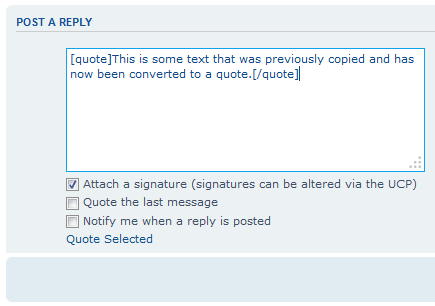 POST A REPLY
[quote]This is some text that was previously copied and has
now been converted to a quote.[/quote]
Attach a signature (signatures can be altered via the UCP)
Quote the last message
Notify me when a reply is posted
Quote Selected